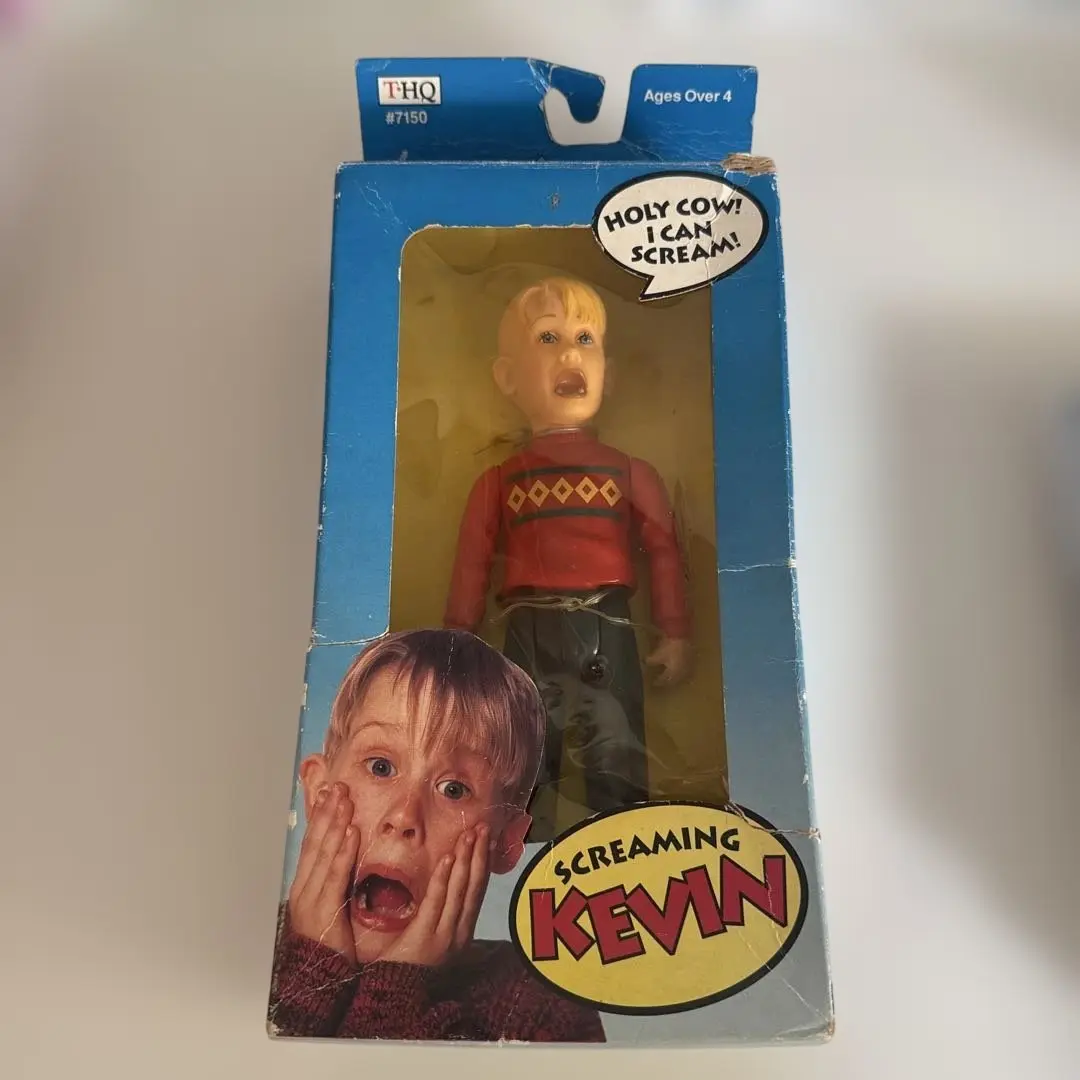 T·HQ
#7150
Ages Over 4
HOLY COW!
I CAN
SCREAM!
SCREAMING
KEVIN